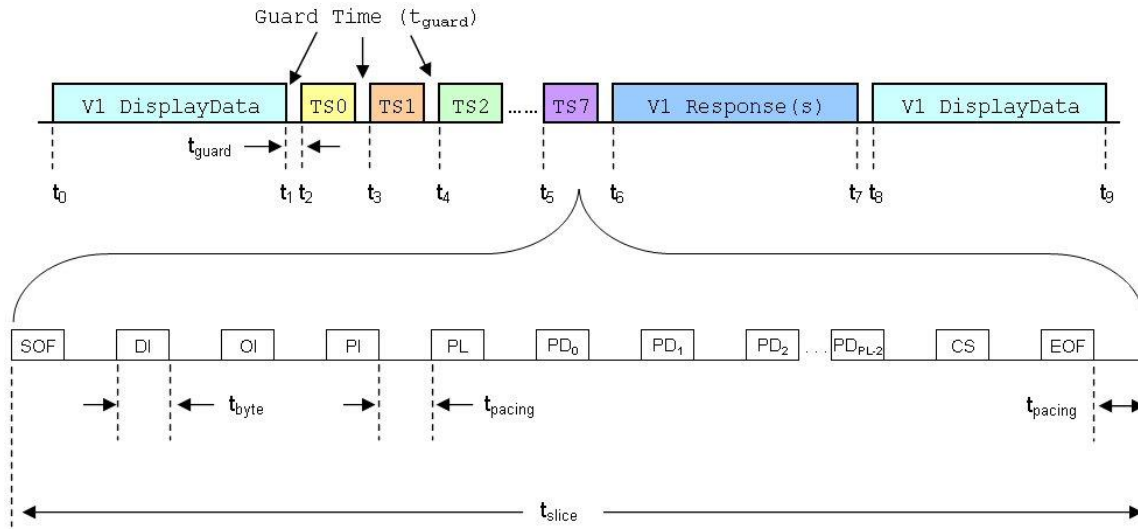 Guard Time (tguard)
V1 DisplayData TS0 TS1 TS2 ...... TS7 V1 Response(s) V1 DisplayData
tguard
t0 t1 t2 t3 t4 t5 t6 t7 t8 t9
SOF DI OI PI PL PD0 PD1 PD2 .... PDPL-2 CS EOF
tbyte tpacing tpacing
tslice